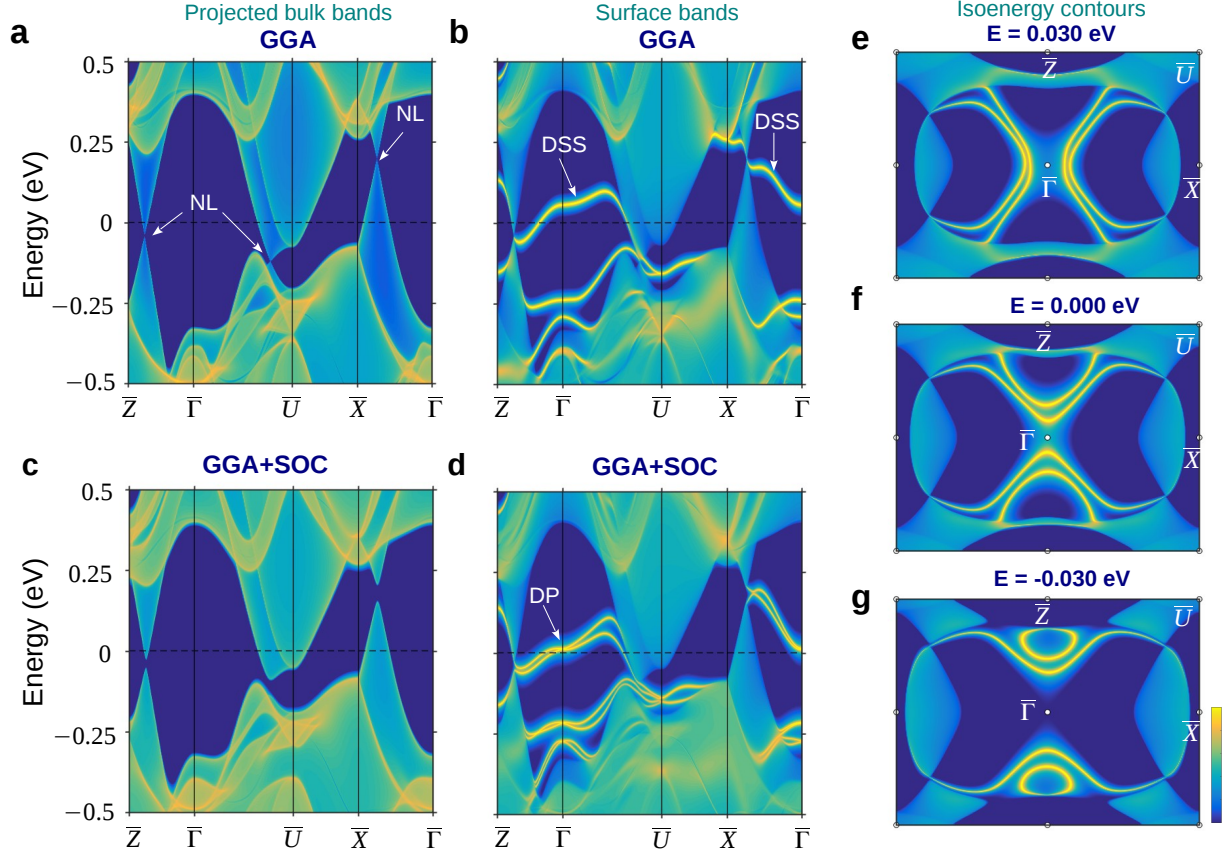 Projected bulk bands
Surface bands
Isoenergy contours
a
GGA
b
GGA
e
E = 0.030 eV
Energy (eV)
0.5
0.25
0
−0.25
−0.5
NL
NL
Z̅ Γ̅ U̅ X̅ Γ̅
DSS
DSS
Z̅ Γ̅ U̅ X̅ Γ̅
Z̅
U̅
Γ̅
X̅
f
E = 0.000 eV
Z̅
U̅
Γ̅
X̅
c
GGA+SOC
d
GGA+SOC
Energy (eV)
0.5
0.25
0
−0.25
−0.5
Z̅ Γ̅ U̅ X̅ Γ̅
DP
Z̅ Γ̅ U̅ X̅ Γ̅
g
E = -0.030 eV
Z̅
U̅
Γ̅
X̅